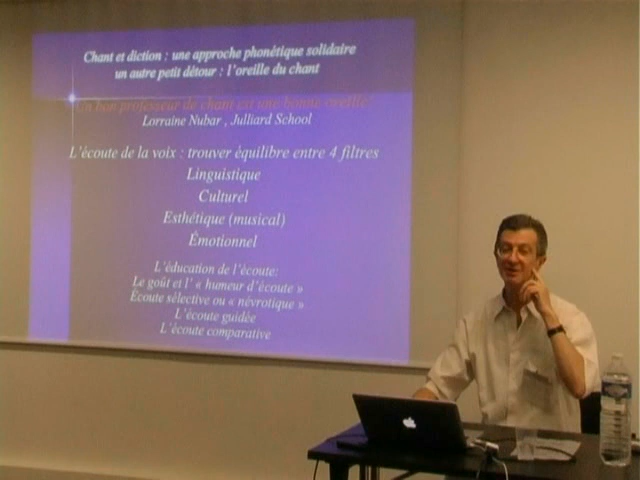 Chant et diction : une approche phonétique solidaire
un autre petit détour : l'oreille du chant
Un bon professeur de chant est une bonne oreille
Lorraine Nubar , Julliard School
L'écoute de la voix : trouver équilibre entre 4 filtres
Linguistique
Culturel
Esthétique (musical)
Émotionnel
L'éducation de l'écoute:
Le goût et l' « humeur d'écoute »
Écoute sélective ou « névrotique »
L'écoute guidée
L'écoute comparative